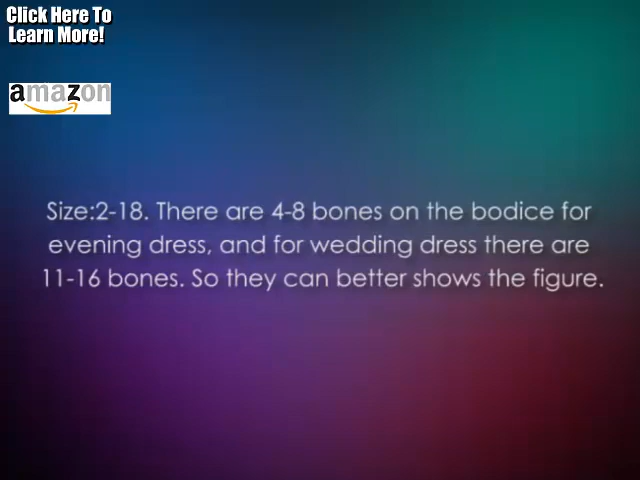 Click Here To
Learn More!
amazon
Size:2-18. There are 4-8 bones on the bodice for
evening dress, and for wedding dress there are
11-16 bones. So they can better shows the figure.